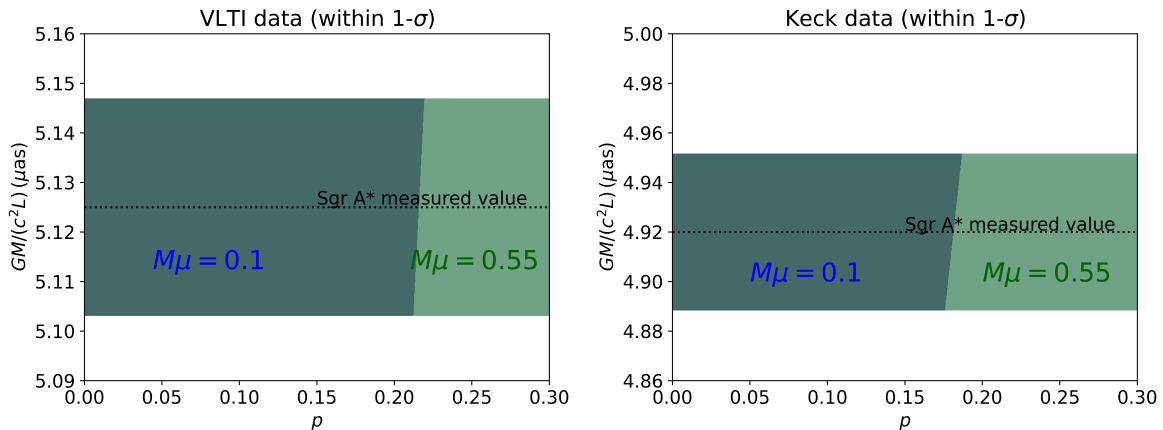 VLTI data (within 1-σ)
5.16
5.15
5.14
5.13
5.12
5.11
5.10
5.09
GM/(c²L) (μas)
Sgr A* measured value
Mμ = 0.1
Mμ = 0.55
0.00 0.05 0.10 0.15 0.20 0.25 0.30
p
Keck data (within 1-σ)
5.00
4.98
4.96
4.94
4.92
4.90
4.88
4.86
GM/(c²L) (μas)
Sgr A* measured value
Mμ = 0.1
Mμ = 0.55
0.00 0.05 0.10 0.15 0.20 0.25 0.30
p